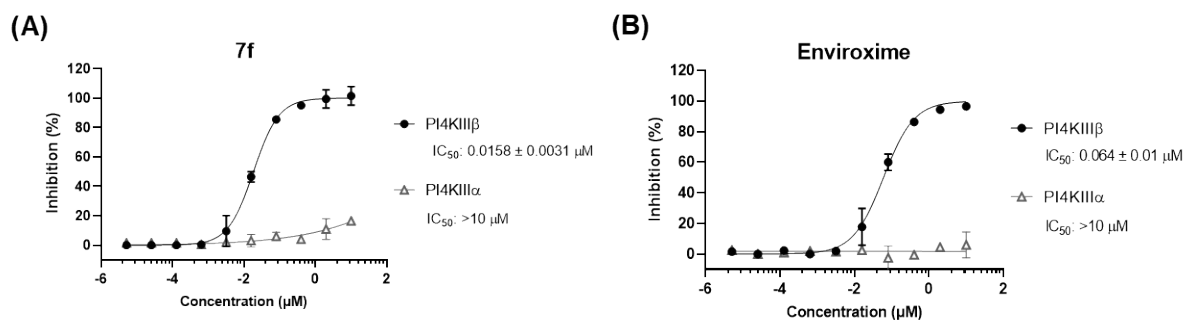 (A)
7f
Inhibition (%)
120
100
80
60
40
20
0
-6
-4
-2
0
2
Concentration (µM)
PI4KIIIβ
IC50: 0.0158 ± 0.0031 µM
PI4KIIIα
IC50: >10 µM
(B)
Enviroxime
Inhibition (%)
120
100
80
60
40
20
0
-6
-4
-2
0
2
Concentration (µM)
PI4KIIIβ
IC50: 0.064 ± 0.01 µM
PI4KIIIα
IC50: >10 µM